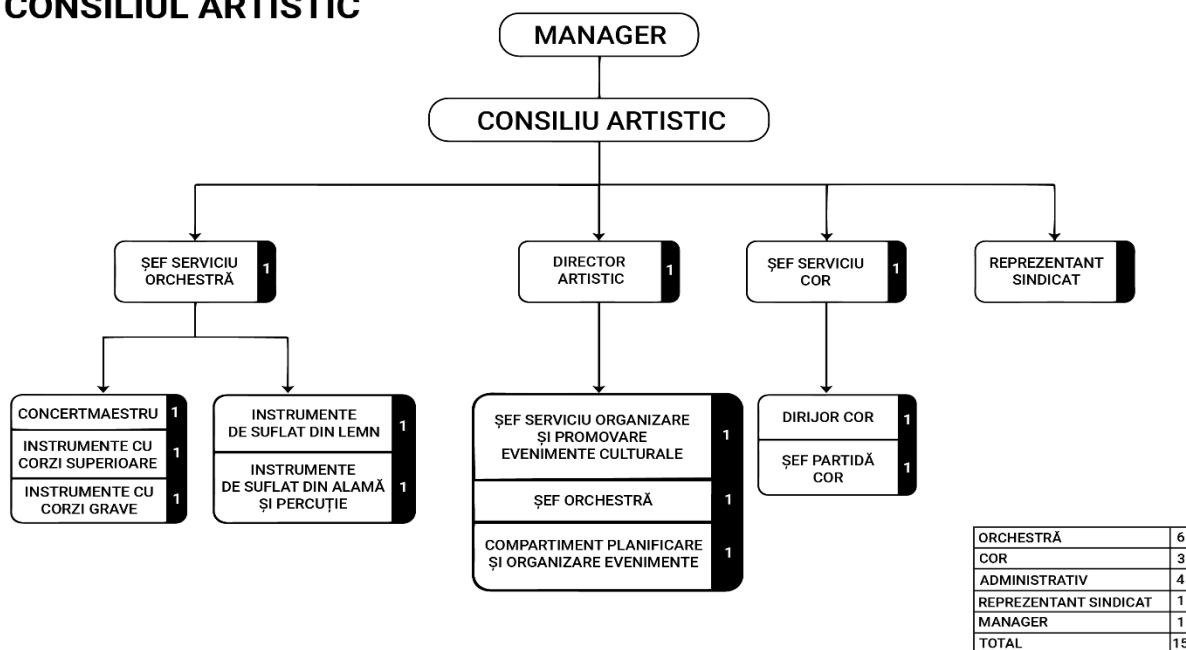 CONSILIUL ARTISTIC
MANAGER
CONSILIU ARTISTIC
ȘEF SERVICIU
ORCHESTRĂ
1
DIRECTOR
ARTISTIC
1
ȘEF SERVICIU
COR
1
REPREZENTANT
SINDICAT
CONCERTMAESTRU 1
INSTRUMENTE CU
CORZI SUPERIOARE
1
INSTRUMENTE CU
CORZI GRAVE
1
INSTRUMENTE
DE SUFLAT DIN LEMN
1
INSTRUMENTE
DE SUFLAT DIN ALAMĂ
ȘI PERCUȚIE
1
ȘEF SERVICIU ORGANIZARE
ȘI PROMOVARE
EVENIMENTE CULTURALE
1
ȘEF ORCHESTRĂ 1
COMPARTIMENT PLANIFICARE
ȘI ORGANIZARE EVENIMENTE
1
DIRIJOR COR 1
ȘEF PARTIDĂ
COR
1
ORCHESTRĂ 6
COR 3
ADMINISTRATIV 4
REPREZENTANT SINDICAT 1
MANAGER 1
TOTAL 15